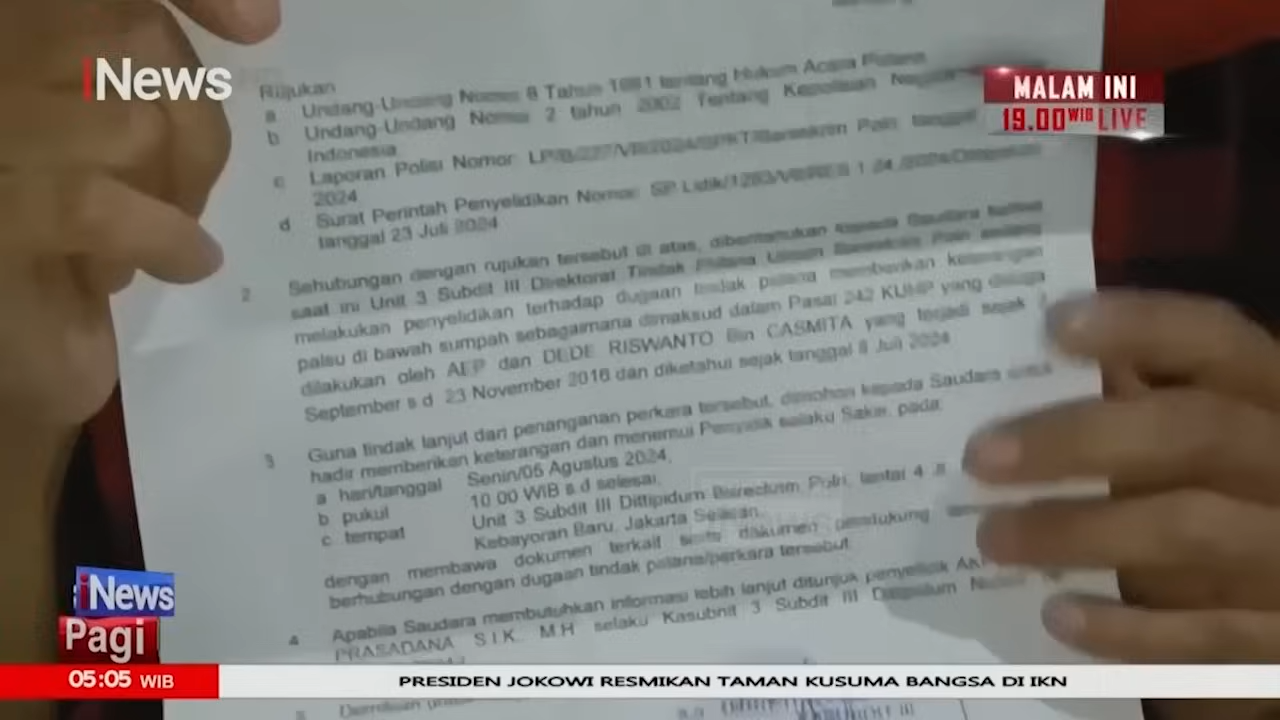 iNews
MALAM INI
19.00 WIB LIVE
Rujukan
a Undang-Undang Nomor 8 Tahun 1981 tentang Hukum Acara Pidana
b Undang-Undang Nomor 2 tahun 2002 Tentang Kepolisian Negara
Indonesia
c Laporan Polisi Nomor Polri tanggal
2024
d Surat Perintah Penyelidikan Nomor
tanggal 23 Juli 2024
2 Sehubungan dengan rujukan tersebut di atas, diberitahukan kepada Saudara bahwa
saat ini Unit 3 Subdit III Direktorat Tindak Pidana Umum Bareskrim Polri sedang
melakukan penyelidikan terhadap dugaan tindak pidana memberikan keterangan
palsu di bawah sumpah sebagaimana dimaksud dalam Pasal 242 KUHP yang diduga
dilakukan oleh AEP dan DEDE RISWANTO Bin CASMITA yang terjadi sejak
September s d 23 November 2016 dan diketahui sejak tanggal 8 Juli 2024
3 Guna tindak lanjut dari penanganan perkara tersebut, dimohon kepada Saudara untuk
hadir memberikan keterangan dan menemui Penyidik selaku Saksi, pada:
a hari/tanggal Senin/05 Agustus 2024,
b pukul 10 00 WIB s.d selesai,
c tempat Unit 3 Subdit III Dittipidum Bareskrim Polri, lantai 4 Jl
Kebayoran Baru, Jakarta Selatan.
dengan membawa dokumen terkait serta dokumen pendukung
berhubungan dengan dugaan tindak pidana/perkara tersebut
4 Apabila Saudara membutuhkan informasi lebih lanjut ditunjuk penyidik
PRASADANA S.I.K. M.H selaku Kasubnit 3 Subdit III Dittipidum
iNews
Pagi
05:05 WIB
PRESIDEN JOKOWI RESMIKAN TAMAN KUSUMA BANGSA DI IKN